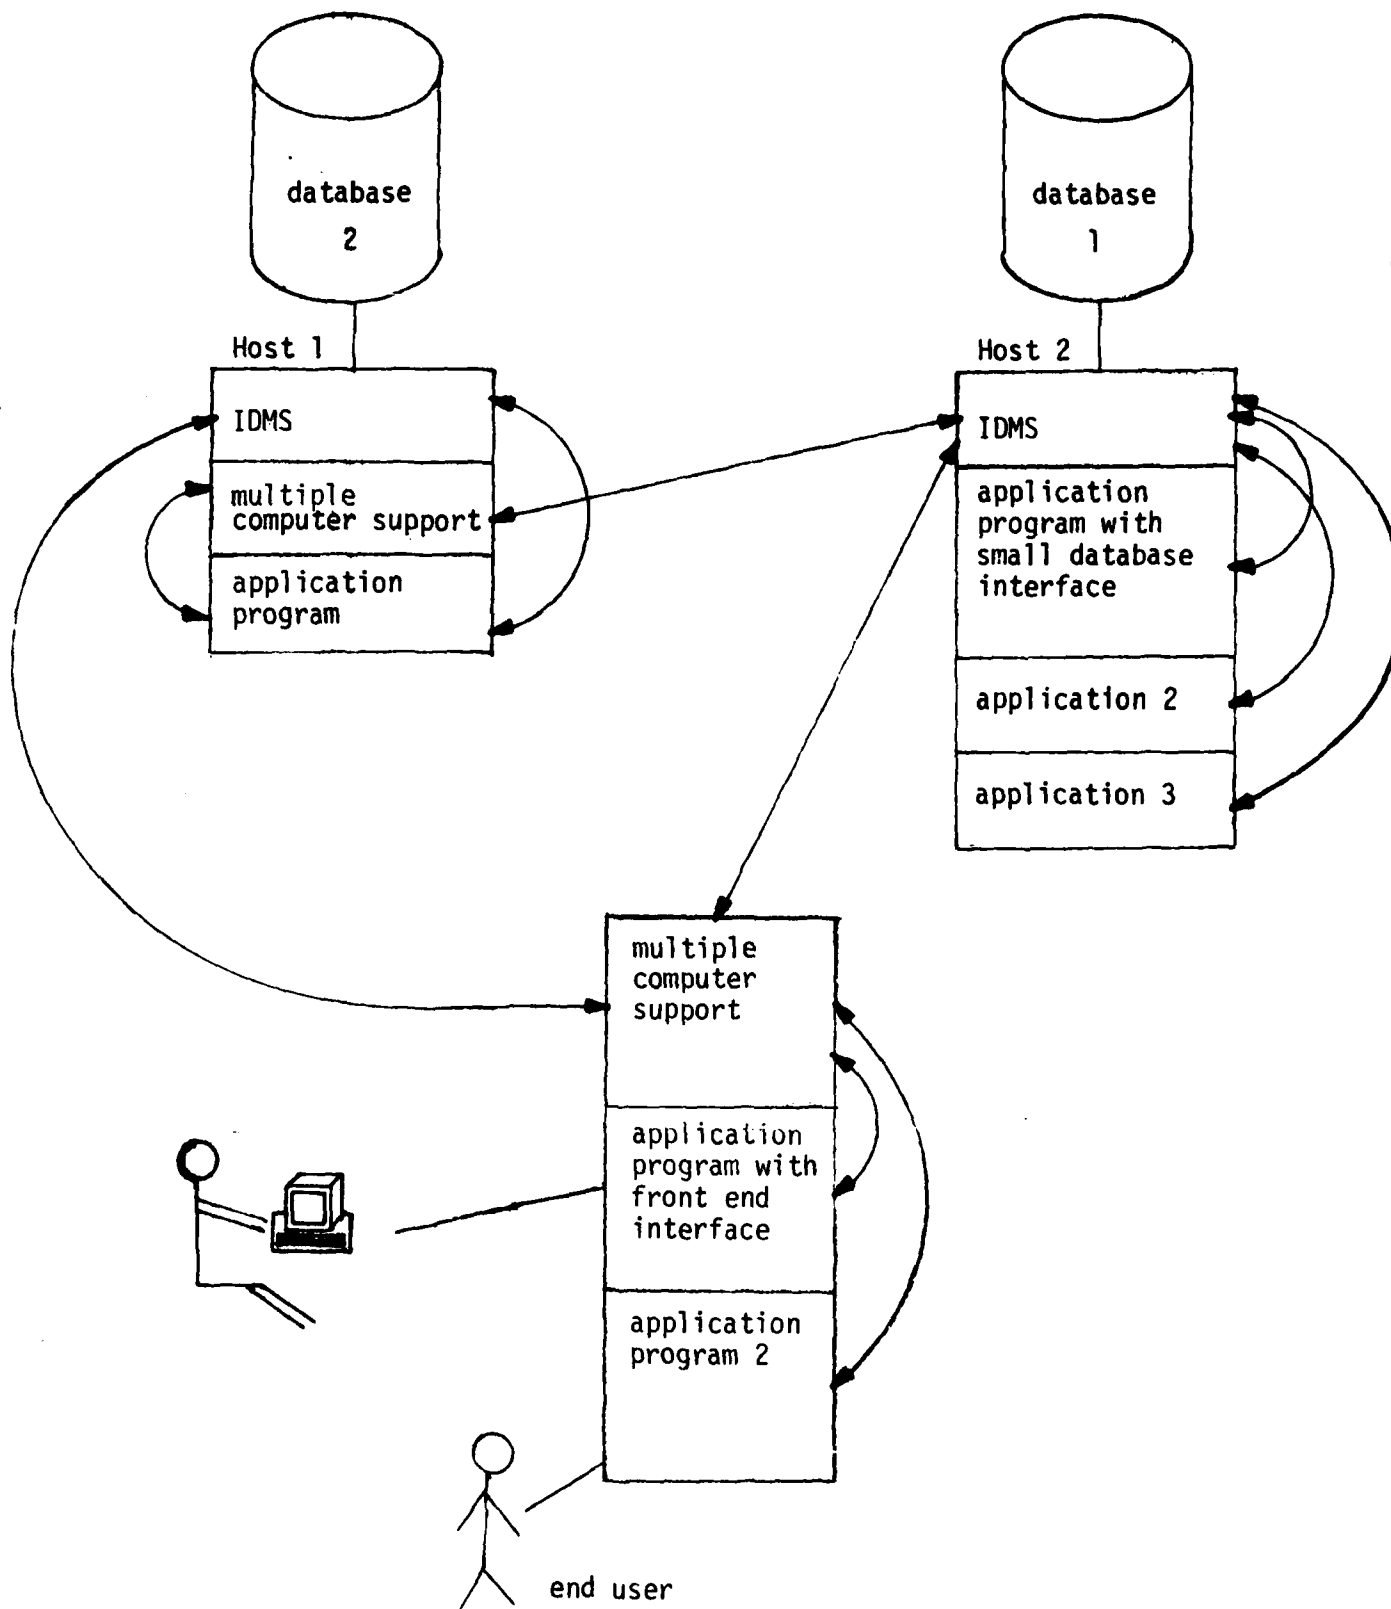 database
2
database
1
Host 1
IDMS
multiple
computer support
application
program
Host 2
IDMS
application
program with
small database
interface
application 2
application 3
multiple
computer
support
application
program with
front end
interface
application
program 2
end user